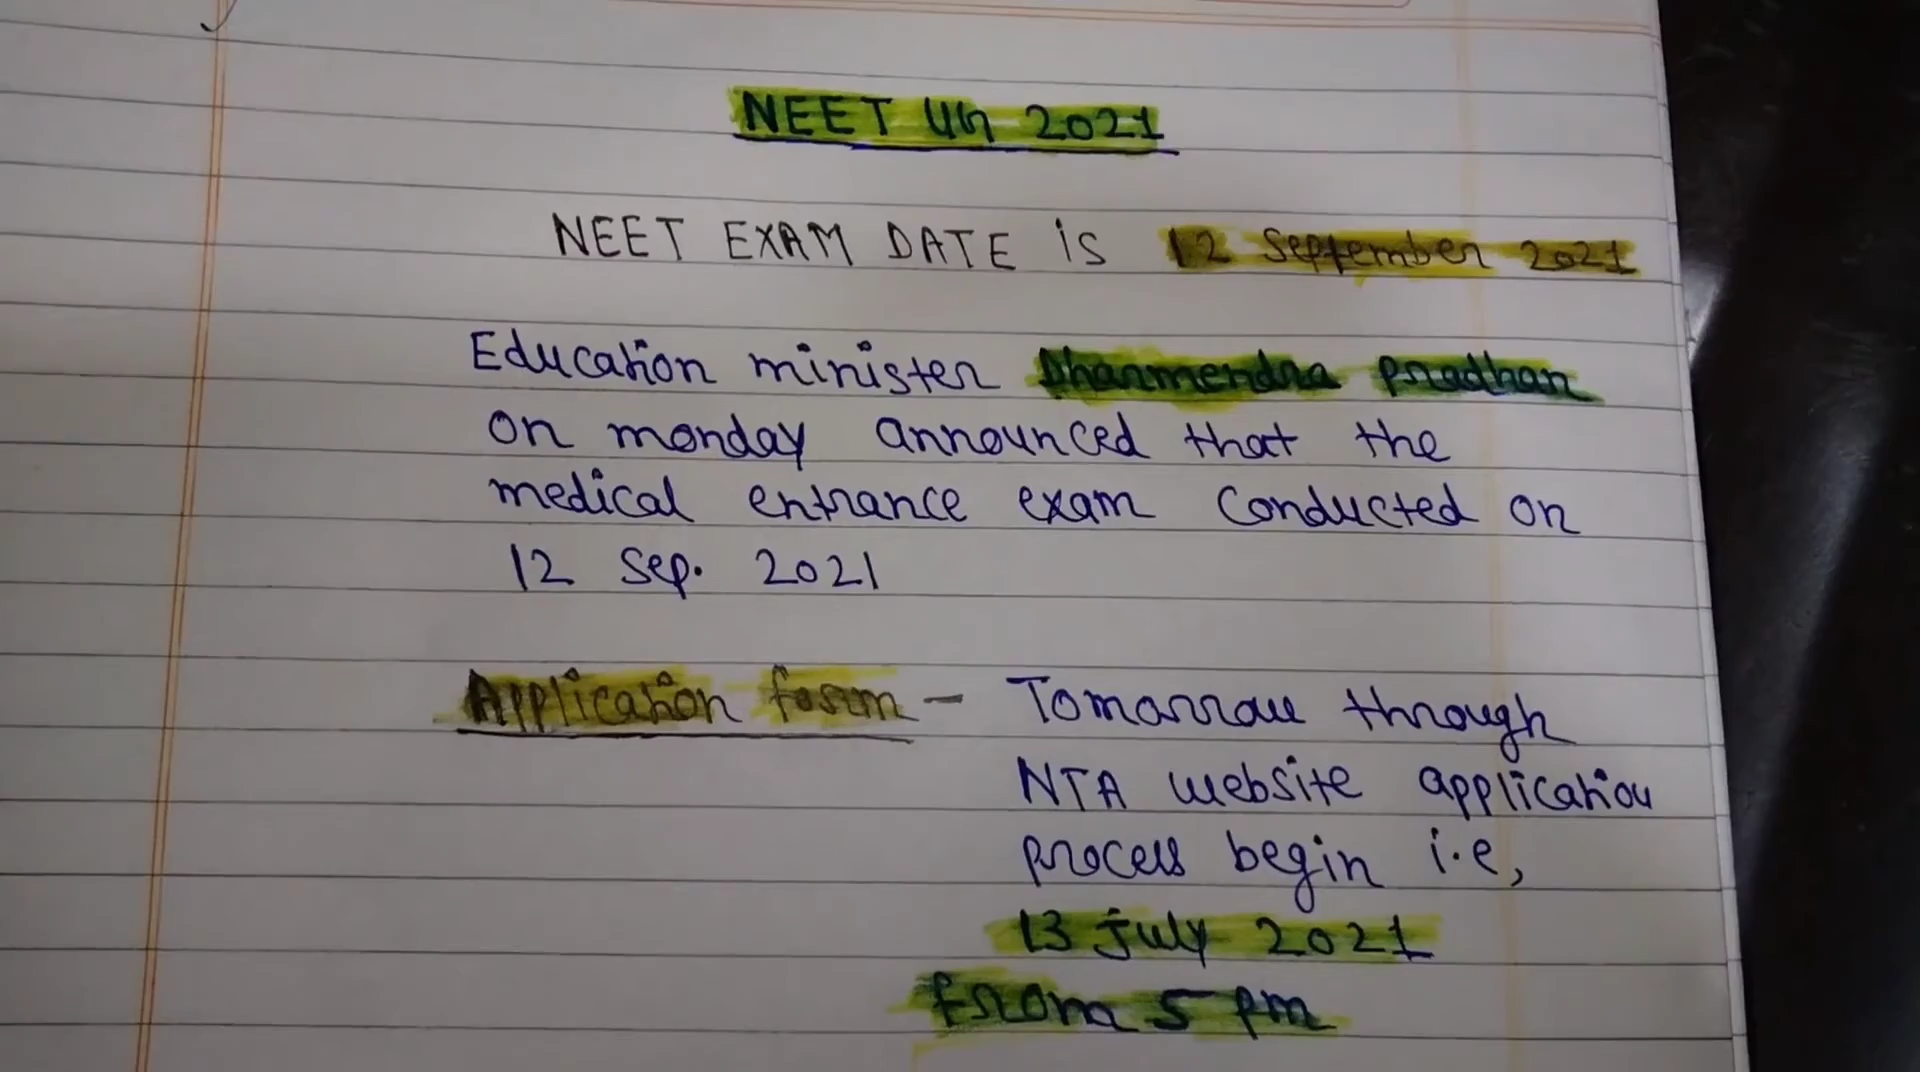 NEET UG 2021
NEET EXAM DATE is 12 September 2021
Education minister Dharmendra Pradhan
on monday announced that the
medical entrance exam conducted on
12 Sep. 2021
Application form - Tomorrow through
NTA website application
process begin i.e,
13 July 2021
from 5 pm